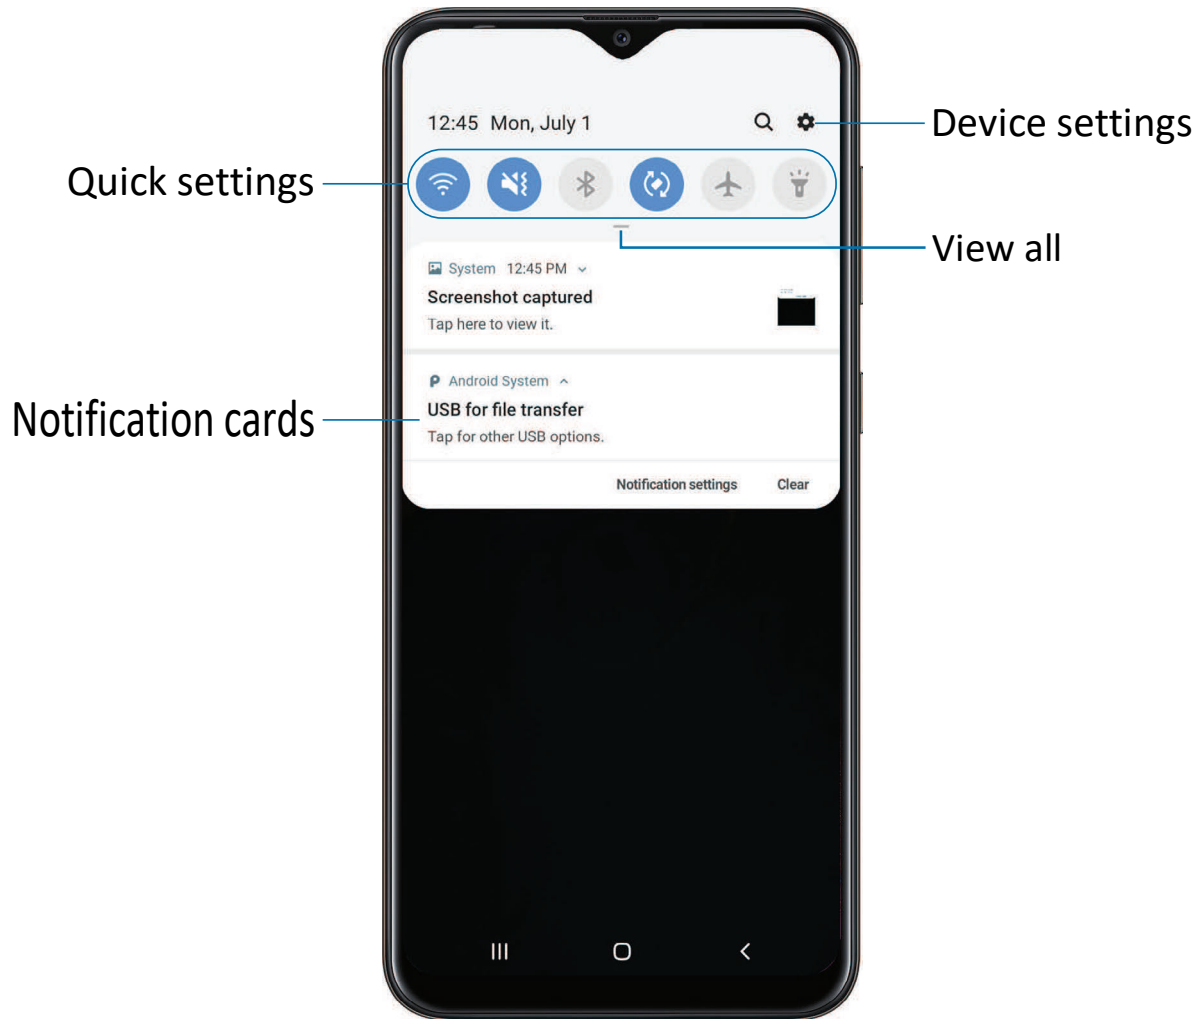 12:45 Mon, July 1
Device settings
Quick settings
View all
System 12:45 PM
Screenshot captured
Tap here to view it.
Android System
USB for file transfer
Notification cards
Tap for other USB options.
Notification settings Clear